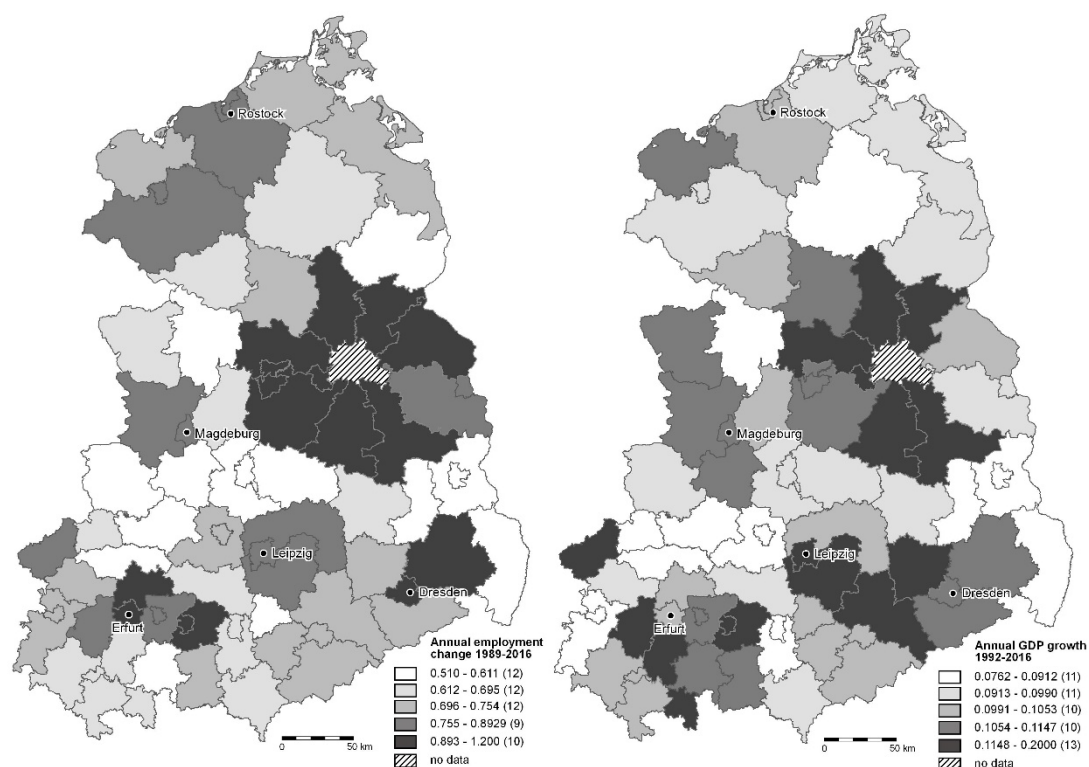 Rostock
Magdeburg
Leipzig
Dresden
Erfurt
Annual employment
change 1989-2016
0.510 - 0.611 (12)
0.612 - 0.695 (12)
0.696 - 0.754 (12)
0.755 - 0.8929 (9)
0.893 - 1.200 (10)
no data
0 50 km
Rostock
Magdeburg
Leipzig
Dresden
Erfurt
Annual GDP growth
1992-2016
0.0762 - 0.0912 (11)
0.0913 - 0.0990 (11)
0.0991 - 0.1053 (10)
0.1054 - 0.1147 (10)
0.1148 - 0.2000 (13)
no data
0 50 km